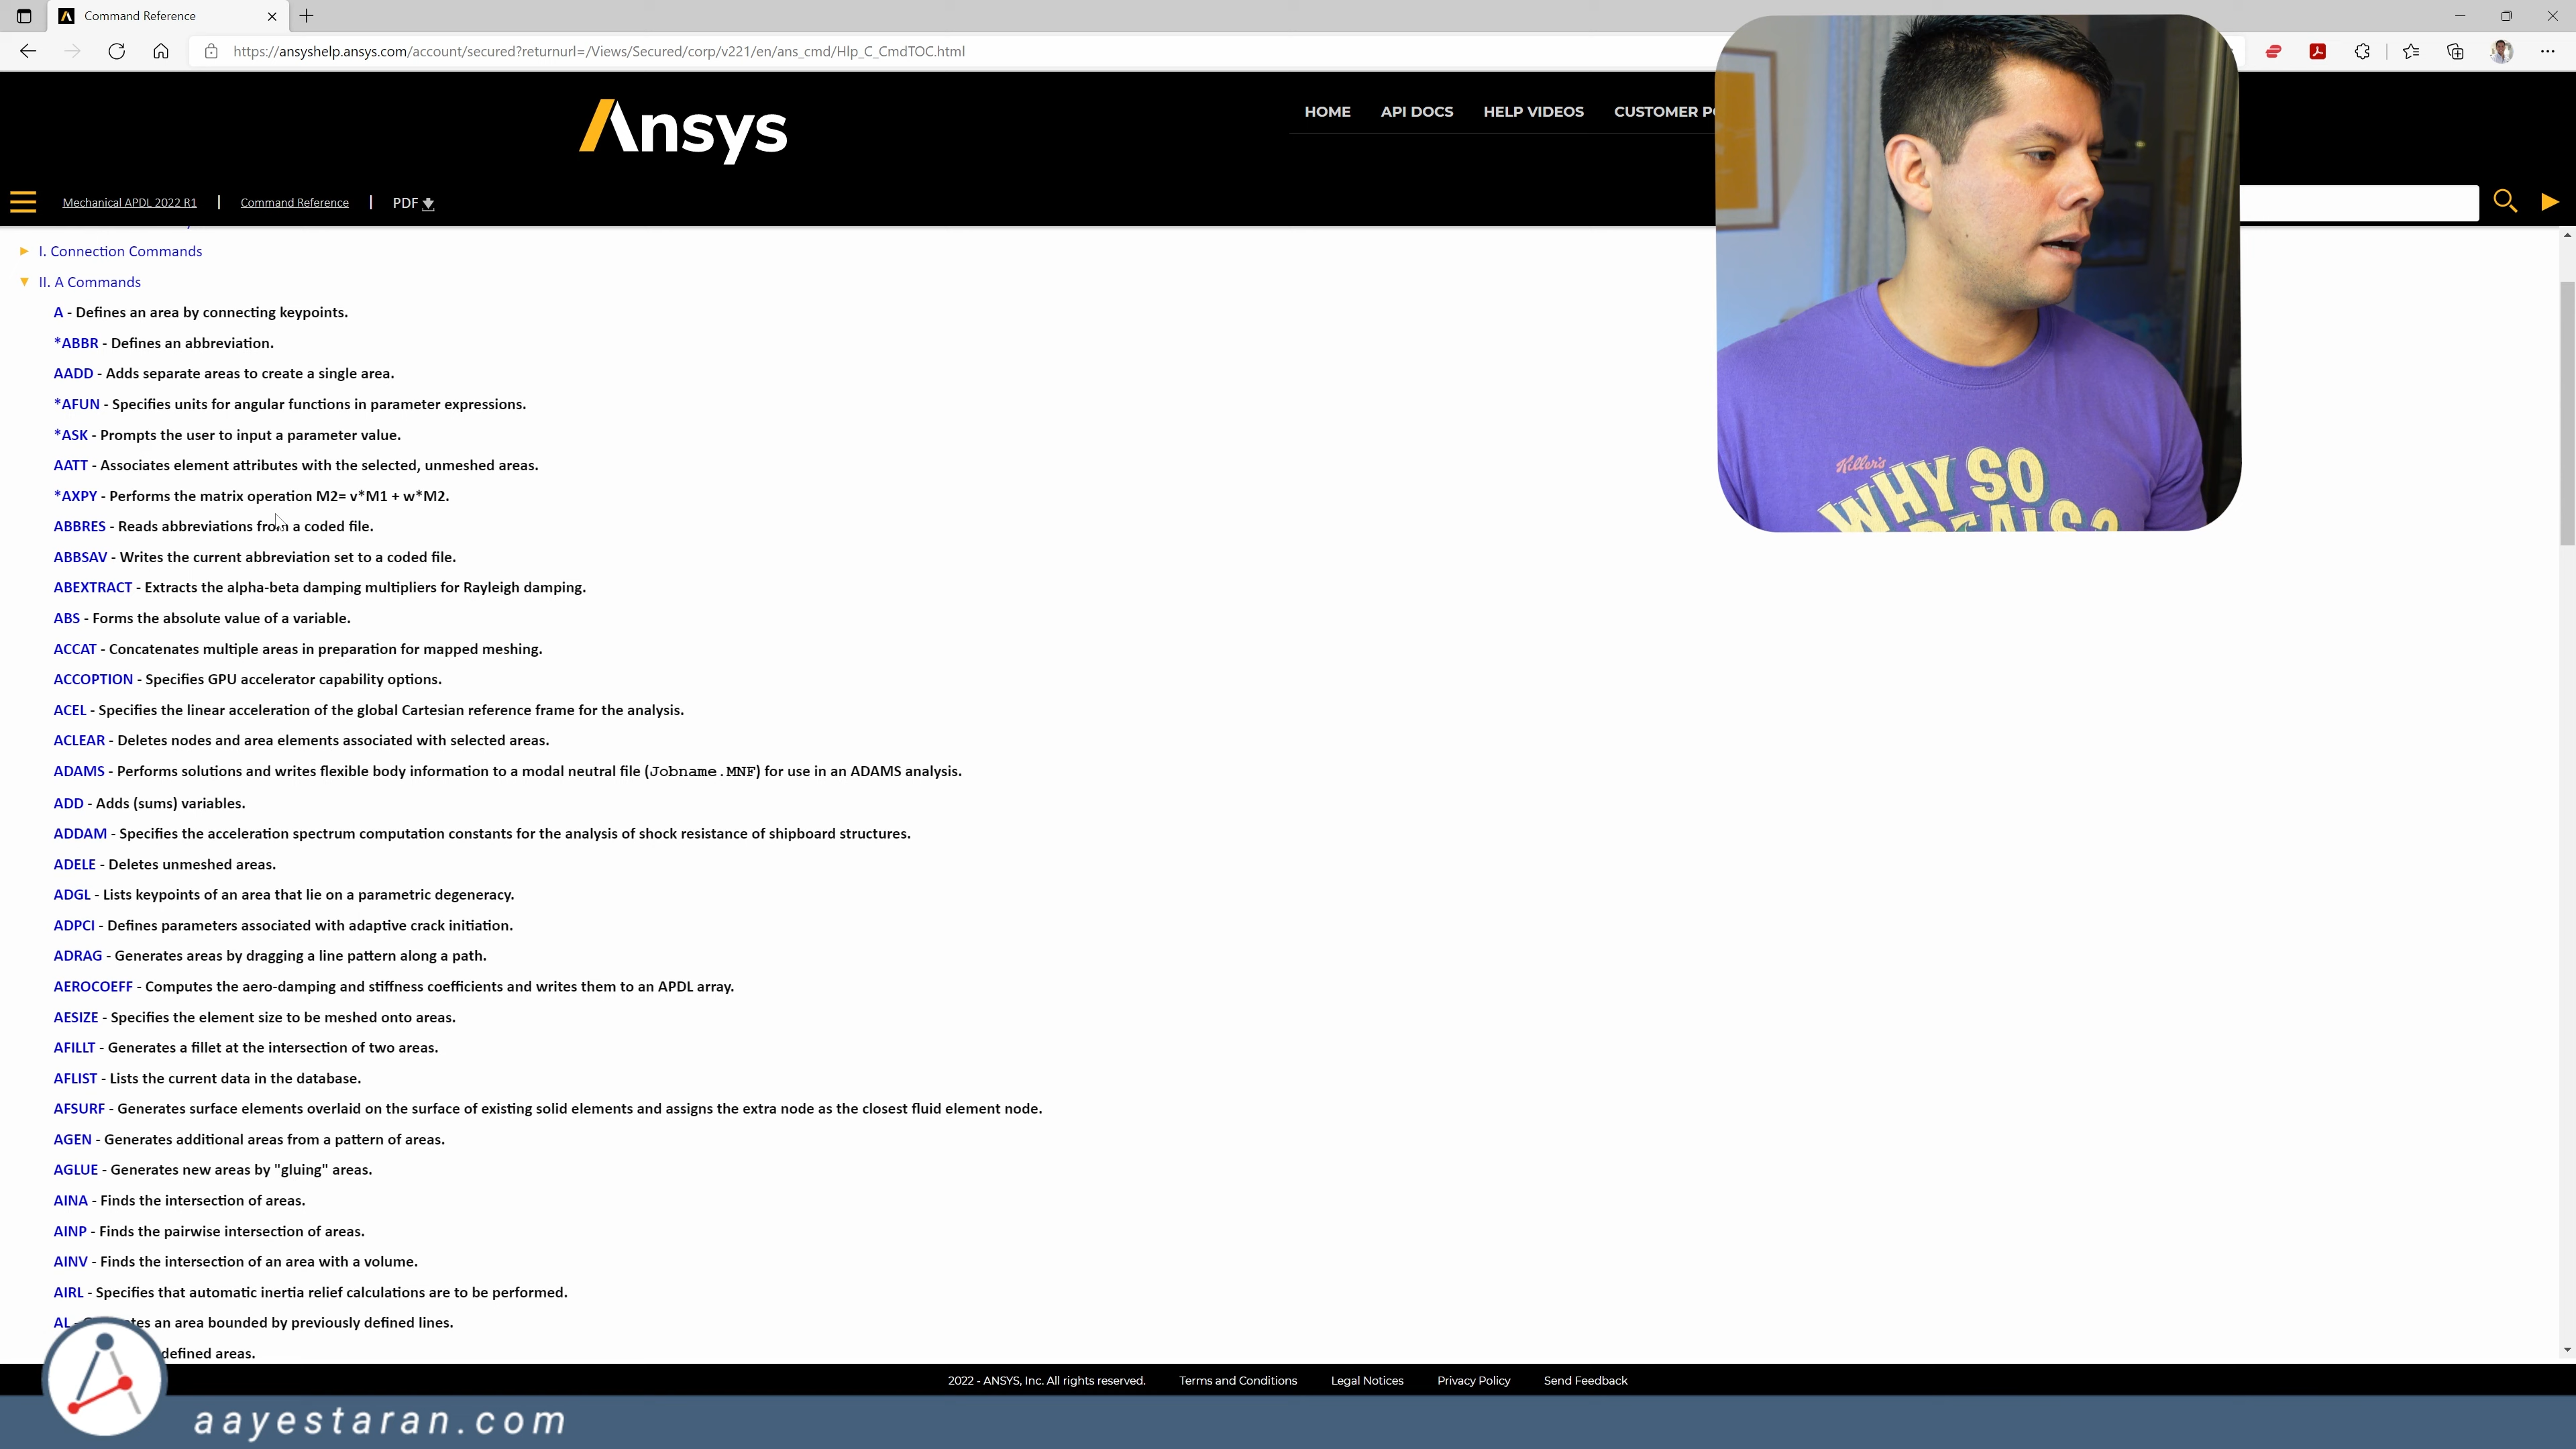 Command Reference
https://ansyshelp.ansys.com/account/secured?returnurl=/Views/Secured/corp/v221/en/ans_cmd/Hlp_C_CmdTOC.html
Ansys
HOME API DOCS HELP VIDEOS CUSTOMER
Mechanical APDL 2022 R1 | Command Reference | PDF
I. Connection Commands
II. A Commands
A - Defines an area by connecting keypoints.
*ABBR - Defines an abbreviation.
AADD - Adds separate areas to create a single area.
*AFUN - Specifies units for angular functions in parameter expressions.
*ASK - Prompts the user to input a parameter value.
AATT - Associates element attributes with the selected, unmeshed areas.
*AXPY - Performs the matrix operation M2= v*M1 + w*M2.
ABBRES - Reads abbreviations from a coded file.
ABBSAV - Writes the current abbreviation set to a coded file.
ABEXTRACT - Extracts the alpha-beta damping multipliers for Rayleigh damping.
ABS - Forms the absolute value of a variable.
ACCAT - Concatenates multiple areas in preparation for mapped meshing.
ACCOPTION - Specifies GPU accelerator capability options.
ACEL - Specifies the linear acceleration of the global Cartesian reference frame for the analysis.
ACLEAR - Deletes nodes and area elements associated with selected areas.
ADAMS - Performs solutions and writes flexible body information to a modal neutral file (Jobname.MNF) for use in an ADAMS analysis.
ADD - Adds (sums) variables.
ADDAM - Specifies the acceleration spectrum computation constants for the analysis of shock resistance of shipboard structures.
ADELE - Deletes unmeshed areas.
ADGL - Lists keypoints of an area that lie on a parametric degeneracy.
ADPCI - Defines parameters associated with adaptive crack initiation.
ADRAG - Generates areas by dragging a line pattern along a path.
AEROCOEFF - Computes the aero-damping and stiffness coefficients and writes them to an APDL array.
AESIZE - Specifies the element size to be meshed onto areas.
AFILLT - Generates a fillet at the intersection of two areas.
AFLIST - Lists the current data in the database.
AFSURF - Generates surface elements overlaid on the surface of existing solid elements and assigns the extra node as the closest fluid element node.
AGEN - Generates additional areas from a pattern of areas.
AGLUE - Generates new areas by "gluing" areas.
AINA - Finds the intersection of areas.
AINP - Finds the pairwise intersection of areas.
AINV - Finds the intersection of an area with a volume.
AIRL - Specifies that automatic inertia relief calculations are to be performed.
AL - an area bounded by previously defined lines.
defined areas.
2022 - ANSYS, Inc. All rights reserved. Terms and Conditions Legal Notices Privacy Policy Send Feedback
aayestaran.com
Killer's
WHY SO